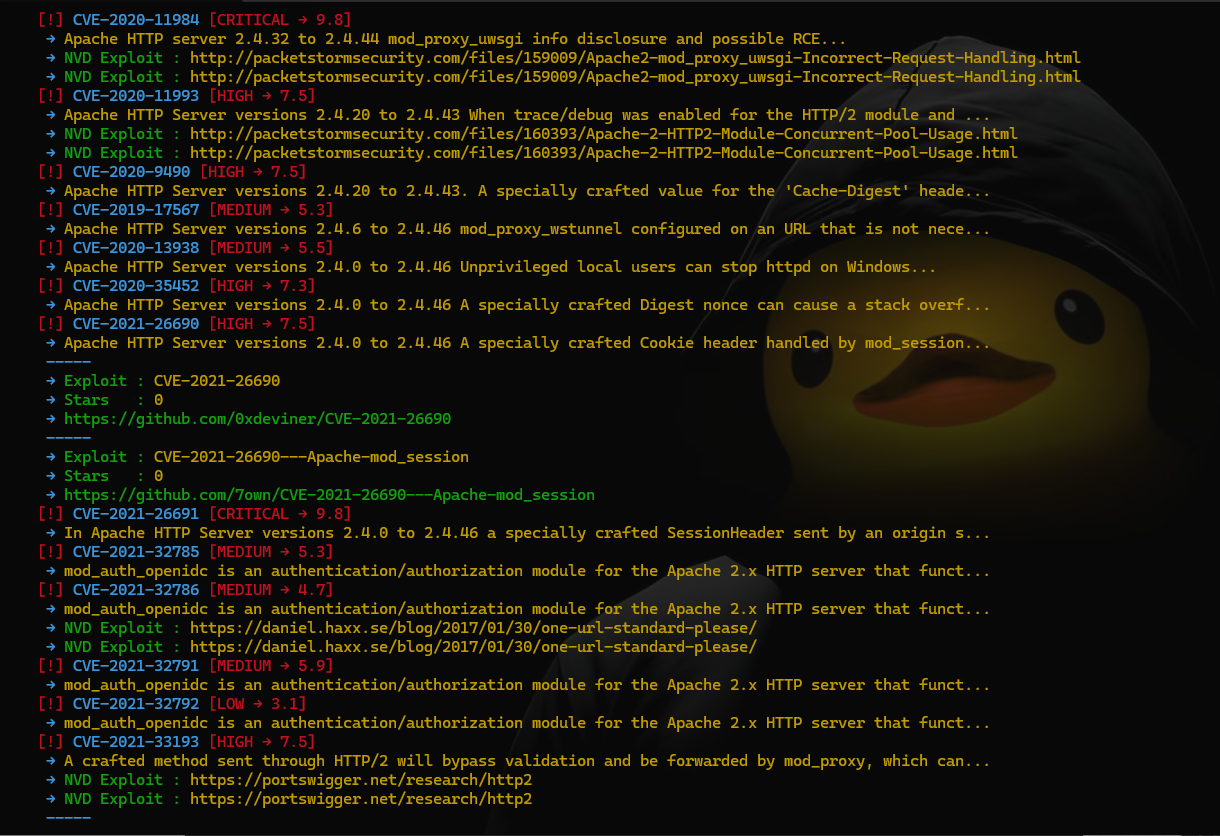 [!] CVE-2020-11984 [CRITICAL → 9.8]
→ Apache HTTP server 2.4.32 to 2.4.44 mod_proxy_uwsgi info disclosure and possible RCE...
→ NVD Exploit : http://packetstormsecurity.com/files/159009/Apache2-mod_proxy_uwsgi-Incorrect-Request-Handling.html
→ NVD Exploit : http://packetstormsecurity.com/files/159009/Apache2-mod_proxy_uwsgi-Incorrect-Request-Handling.html
[!] CVE-2020-11993 [HIGH → 7.5]
→ Apache HTTP Server versions 2.4.20 to 2.4.43 When trace/debug was enabled for the HTTP/2 module and ...
→ NVD Exploit : http://packetstormsecurity.com/files/160393/Apache-2-HTTP2-Module-Concurrent-Pool-Usage.html
→ NVD Exploit : http://packetstormsecurity.com/files/160393/Apache-2-HTTP2-Module-Concurrent-Pool-Usage.html
[!] CVE-2020-9490 [HIGH → 7.5]
→ Apache HTTP Server versions 2.4.20 to 2.4.43. A specially crafted value for the 'Cache-Digest' heade...
[!] CVE-2019-17567 [MEDIUM → 5.3]
→ Apache HTTP Server versions 2.4.6 to 2.4.46 mod_proxy_wstunnel configured on an URL that is not nece...
[!] CVE-2020-13938 [MEDIUM → 5.5]
→ Apache HTTP Server versions 2.4.0 to 2.4.46 Unprivileged local users can stop httpd on Windows...
[!] CVE-2020-35452 [HIGH → 7.3]
→ Apache HTTP Server versions 2.4.0 to 2.4.46 A specially crafted Digest nonce can cause a stack overf...
[!] CVE-2021-26690 [HIGH → 7.5]
→ Apache HTTP Server versions 2.4.0 to 2.4.46 A specially crafted Cookie header handled by mod_session...
-----
→ Exploit : CVE-2021-26690
→ Stars   : 0
→ https://github.com/0xdeviner/CVE-2021-26690
-----
→ Exploit : CVE-2021-26690---Apache-mod_session
→ Stars   : 0
→ https://github.com/7own/CVE-2021-26690---Apache-mod_session
[!] CVE-2021-26691 [CRITICAL → 9.8]
→ In Apache HTTP Server versions 2.4.0 to 2.4.46 a specially crafted SessionHeader sent by an origin s...
[!] CVE-2021-32785 [MEDIUM → 5.3]
→ mod_auth_openidc is an authentication/authorization module for the Apache 2.x HTTP server that funct...
[!] CVE-2021-32786 [MEDIUM → 4.7]
→ mod_auth_openidc is an authentication/authorization module for the Apache 2.x HTTP server that funct...
→ NVD Exploit : https://daniel.haxx.se/blog/2017/01/30/one-url-standard-please/
→ NVD Exploit : https://daniel.haxx.se/blog/2017/01/30/one-url-standard-please/
[!] CVE-2021-32791 [MEDIUM → 5.9]
→ mod_auth_openidc is an authentication/authorization module for the Apache 2.x HTTP server that funct...
[!] CVE-2021-32792 [LOW → 3.1]
→ mod_auth_openidc is an authentication/authorization module for the Apache 2.x HTTP server that funct...
[!] CVE-2021-33193 [HIGH → 7.5]
→ A crafted method sent through HTTP/2 will bypass validation and be forwarded by mod_proxy, which can...
→ NVD Exploit : https://portswigger.net/research/http2
→ NVD Exploit : https://portswigger.net/research/http2
-----